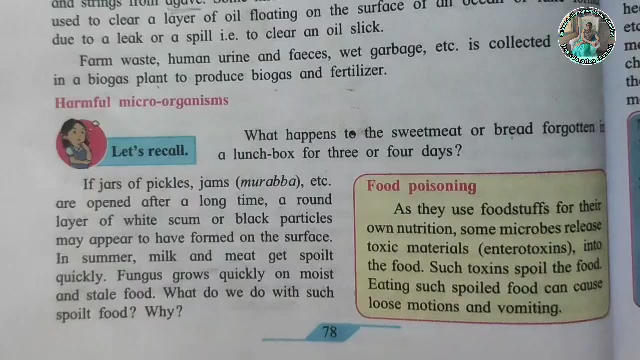 and strings from agave.
used to clear a layer of oil floating on the surface of an ocean or
due to a leak or a spill i.e. to clear an oil slick.
Farm waste, human urine and faeces, wet garbage, etc. is collected
in a biogas plant to produce biogas and fertilizer.
Harmful micro-organisms
Let's recall.
What happens to the sweetmeat or bread forgotten in
a lunch-box for three or four days?
If jars of pickles, jams (murabba), etc.
are opened after a long time, a round
layer of white scum or black particles
may appear to have formed on the surface.
In summer, milk and meat get spoilt
quickly. Fungus grows quickly on moist
and stale food. What do we do with such
spoilt food? Why?
Food poisoning
As they use foodstuffs for their
own nutrition, some microbes release
toxic materials (enterotoxins), into
the food. Such toxins spoil the food.
Eating such spoiled food can cause
loose motions and vomiting.
78